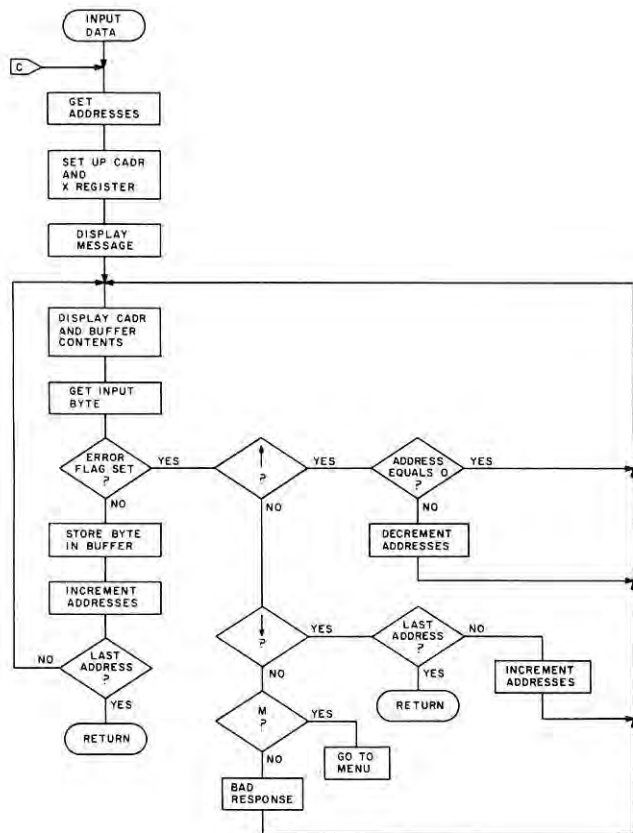 INPUT
DATA
C
GET
ADDRESSES
SET UP CADR
AND
X REGISTER
DISPLAY
MESSAGE
DISPLAY CADR
AND BUFFER
CONTENTS
GET INPUT
BYTE
ERROR
FLAG SET
?
YES
NO
↑
?
YES
NO
ADDRESS
EQUALS 0
?
YES
NO
STORE BYTE
IN BUFFER
DECREMENT
ADDRESSES
INCREMENT
ADDRESSES
LAST
ADDRESS
?
NO
YES
RETURN
↓
?
YES
NO
LAST
ADDRESS
?
NO
YES
INCREMENT
ADDRESSES
RETURN
M
?
YES
NO
GO TO
MENU
BAD
RESPONSE